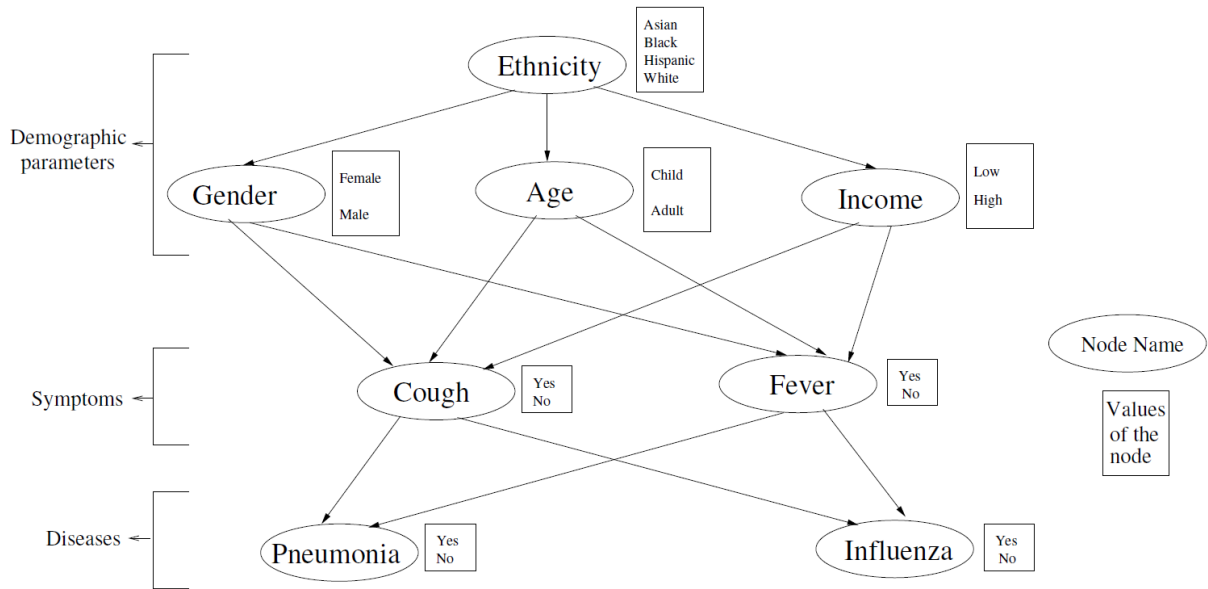 Asian
Black
Hispanic
White
Ethnicity
Demographic
parameters
Gender
Female
Male
Age
Child
Adult
Income
Low
High
Node Name
Values
of the
node
Symptoms
Cough
Yes
No
Fever
Yes
No
Diseases
Pneumonia
Yes
No
Influenza
Yes
No